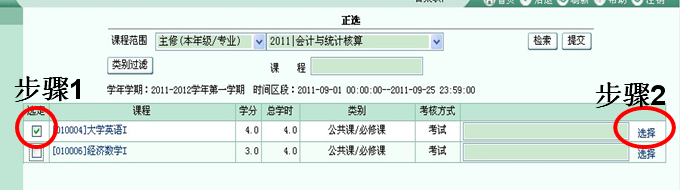 首页 后退 刷新 帮助 注销
正选
课程范围 主修(本年级/专业) 2011|会计与统计核算 检索 提交
类别过滤 课 程
学年学期：2011-2012学年第一学期 时间区段：2011-09-01 00:00:00--2011-09-25 23:59:00
步骤1 步骤2
选定 课程 学分 总学时 类别 考核方式
[010004]大学英语I 4.0 4.0 公共课/必修课 考试 选择
[010006]经济数学I 3.0 4.0 公共课/必修课 考试 选择